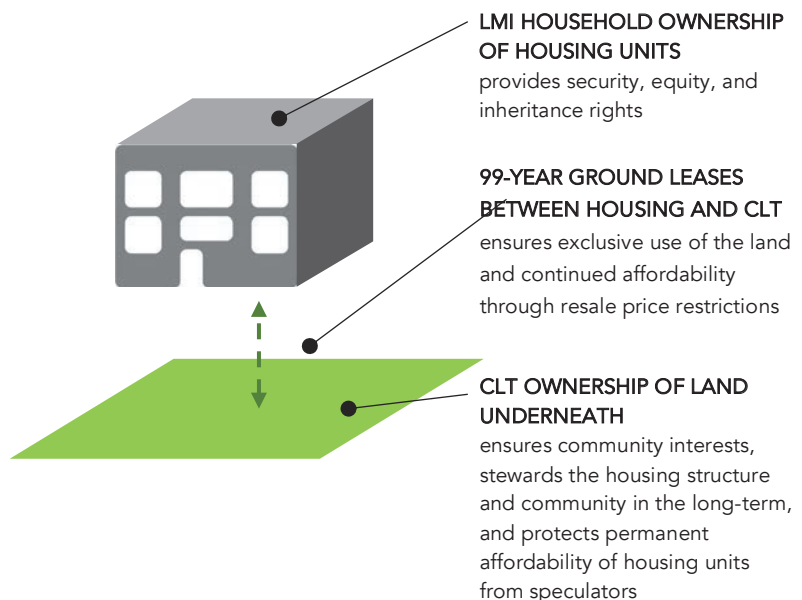 LMI HOUSEHOLD OWNERSHIP
OF HOUSING UNITS
provides security, equity, and
inheritance rights
99-YEAR GROUND LEASES
BETWEEN HOUSING AND CLT
ensures exclusive use of the land
and continued affordability
through resale price restrictions
CLT OWNERSHIP OF LAND
UNDERNEATH
ensures community interests,
stewards the housing structure
and community in the long-term,
and protects permanent
affordability of housing units
from speculators